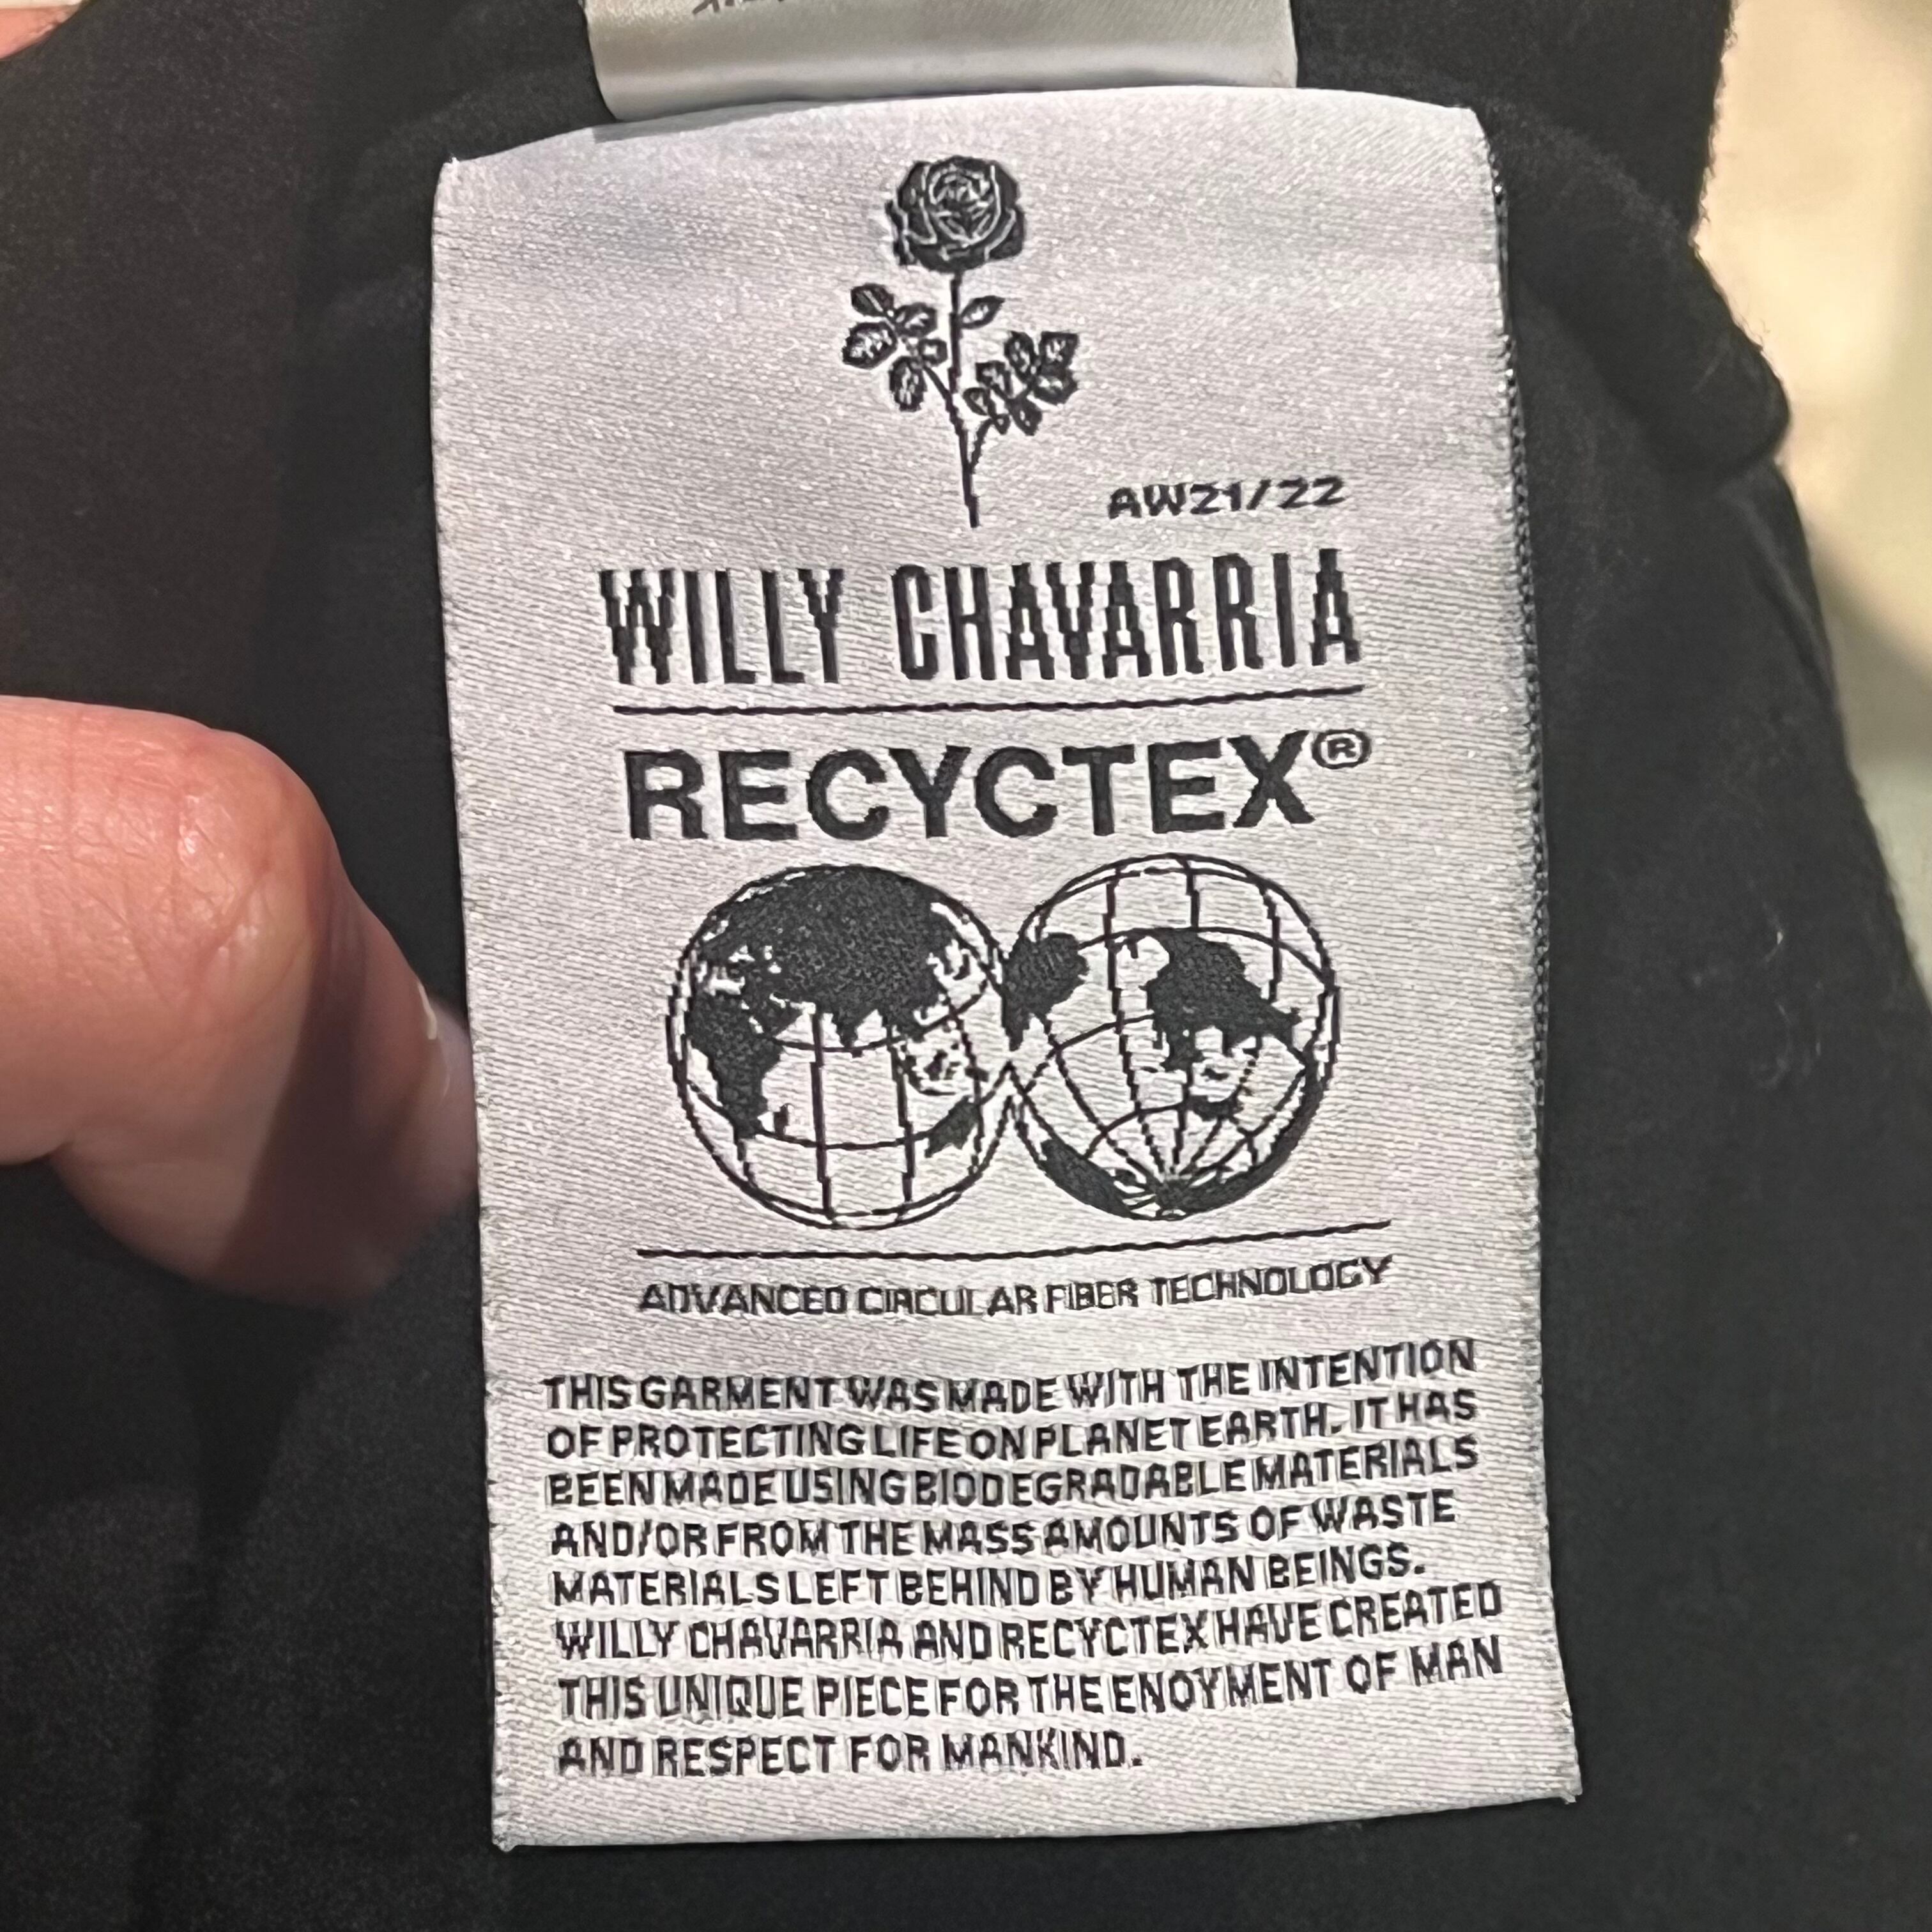 AW21/22
WILLY CHAVARRIA
RECYCTEX®
ADVANCED CIRCULAR FIBER TECHNOLOGY
THIS GARMENT WAS MADE WITH THE INTENTION
OF PROTECTING LIFE ON PLANET EARTH. IT HAS
BEEN MADE USING BIODEGRADABLE MATERIALS
AND/OR FROM THE MASS AMOUNTS OF WASTE
MATERIALS LEFT BEHIND BY HUMAN BEINGS.
WILLY CHAVARRIA AND RECYCTEX HAVE CREATED
THIS UNIQUE PIECE FOR THE ENOYMENT OF MAN
AND RESPECT FOR MANKIND.